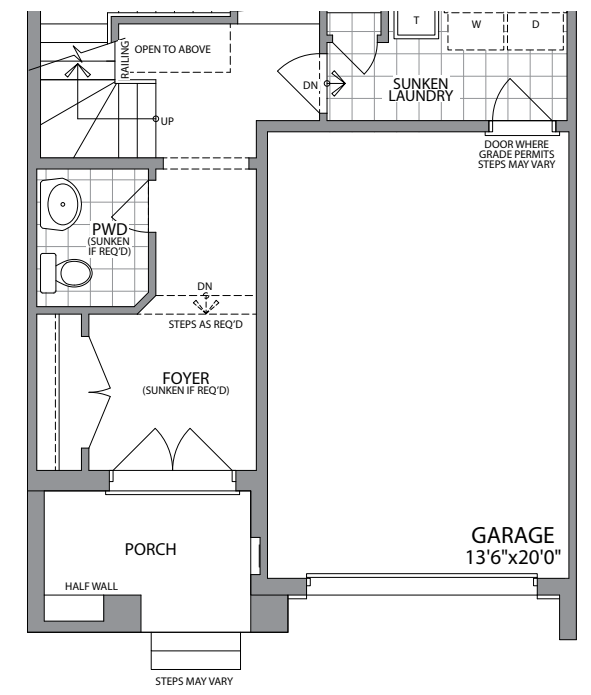 T
W
D
RAILING
OPEN TO ABOVE
DN
SUNKEN
LAUNDRY
UP
DOOR WHERE
GRADE PERMITS
STEPS MAY VARY
PWD
(SUNKEN
IF REQ'D)
DN
STEPS AS REQ'D
FOYER
(SUNKEN IF REQ'D)
GARAGE
13'6"x20'0"
PORCH
HALF WALL
STEPS MAY VARY